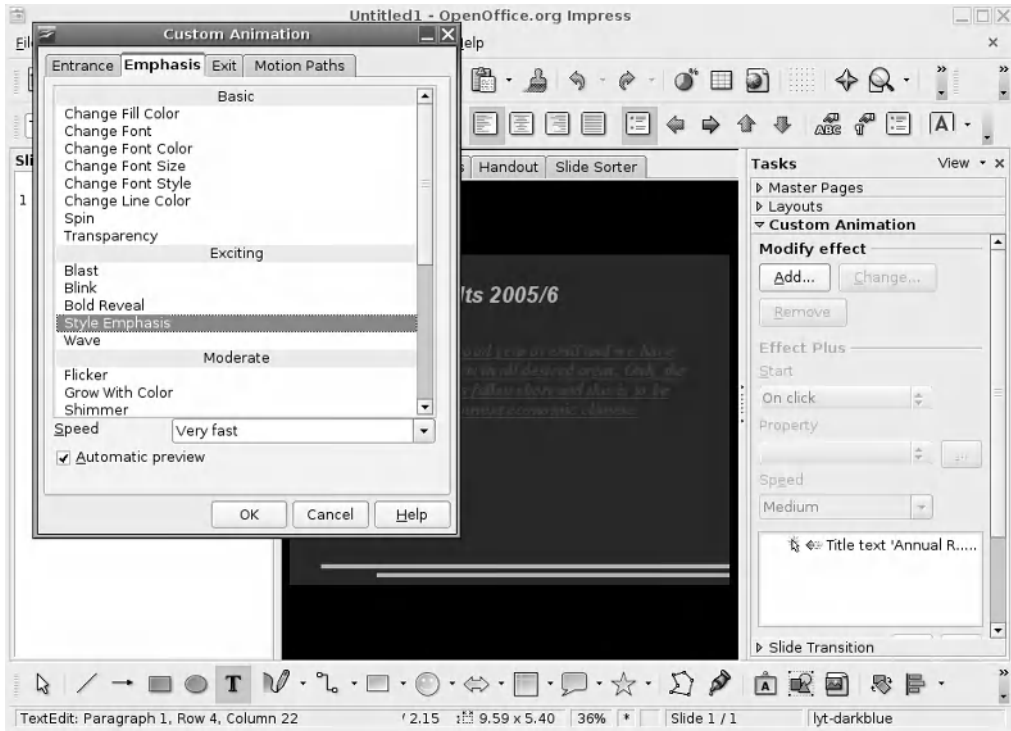 Untitled1 - OpenOffice.org Impress
Custom Animation
elp
Entrance Emphasis Exit Motion Paths
Basic
Change Fill Color
Change Font
Change Font Color
Change Font Size
Change Font Style
Change Line Color
Spin
Transparency
Exciting
Blast
Blink
Bold Reveal
Style Emphasis
Wave
Moderate
Flicker
Grow With Color
Shimmer
Speed Very fast
Automatic preview
OK Cancel Help
Sli
1
s Handout Slide Sorter
lts 2005/6
Tasks View
Master Pages
Layouts
Custom Animation
Modify effect
Add... Change...
Remove
Effect Plus
Start
On click
Property
...
Speed
Medium
Title text 'Annual R.....
Slide Transition
ABC
A
T
A
TextEdit: Paragraph 1, Row 4, Column 22 2.15 9.59 x 5.40 36% * Slide 1 / 1 lyt-darkblue